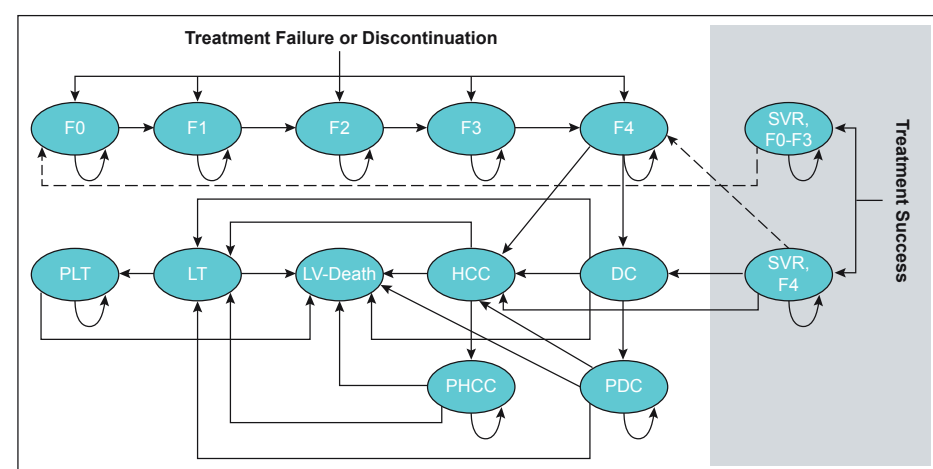 Treatment Failure or Discontinuation
F0
F1
F2
F3
F4
SVR,
F0-F3
Treatment Success
PLT
LT
LV-Death
HCC
DC
SVR,
F4
PHCC
PDC